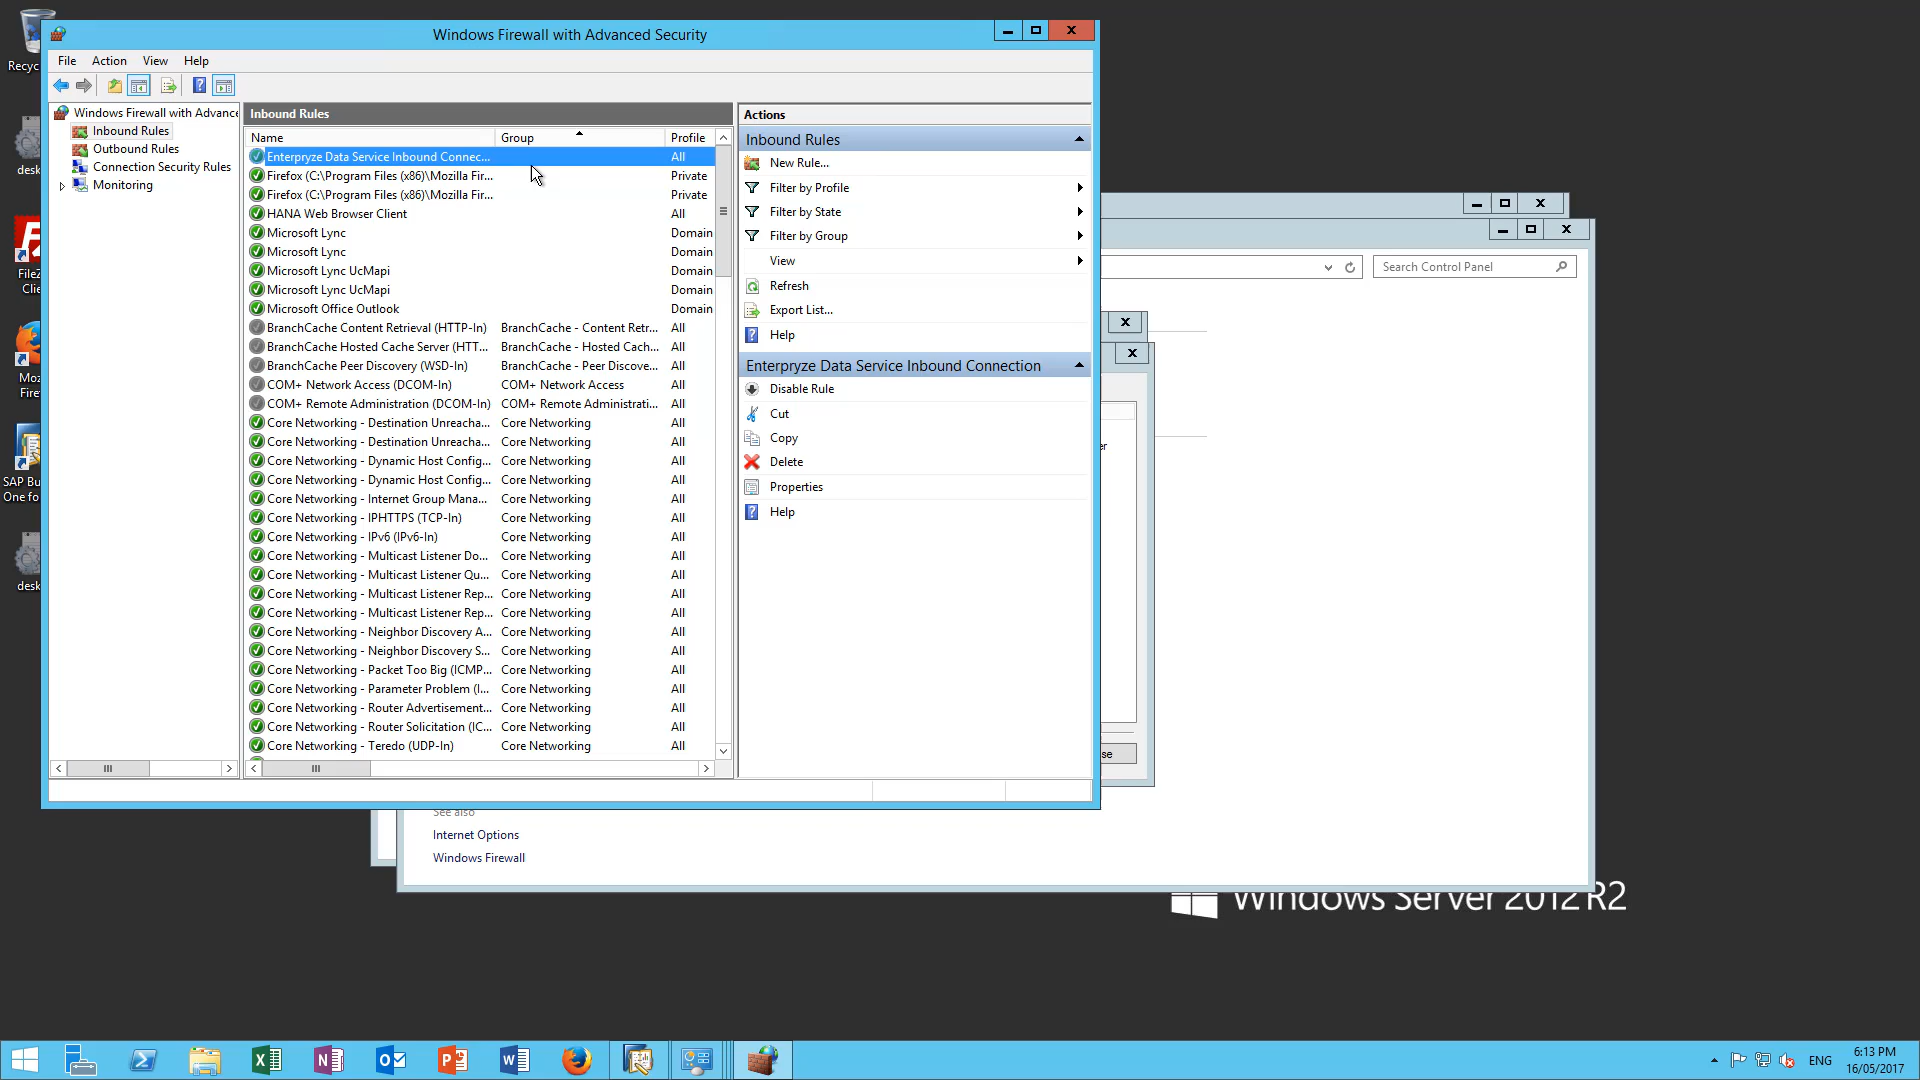 Recyc
Windows Firewall with Advanced Security
File Action View Help
Windows Firewall with Advance
Inbound Rules
Outbound Rules
Connection Security Rules
Monitoring
Inbound Rules
Name Group Profile
Enterpryze Data Service Inbound Connec... All
Firefox (C:\Program Files (x86)\Mozilla Fir... Private
Firefox (C:\Program Files (x86)\Mozilla Fir... Private
HANA Web Browser Client All
Microsoft Lync Domain
Microsoft Lync Domain
Microsoft Lync UcMapi Domain
Microsoft Lync UcMapi Domain
Microsoft Office Outlook Domain
BranchCache Content Retrieval (HTTP-In) BranchCache - Content Retr... All
BranchCache Hosted Cache Server (HTT... BranchCache - Hosted Cach... All
BranchCache Peer Discovery (WSD-In) BranchCache - Peer Discove... All
COM+ Network Access (DCOM-In) COM+ Network Access All
COM+ Remote Administration (DCOM-In) COM+ Remote Administrati... All
Core Networking - Destination Unreacha... Core Networking All
Core Networking - Destination Unreacha... Core Networking All
Core Networking - Dynamic Host Config... Core Networking All
Core Networking - Dynamic Host Config... Core Networking All
Core Networking - Internet Group Mana... Core Networking All
Core Networking - IPHTTPS (TCP-In) Core Networking All
Core Networking - IPv6 (IPv6-In) Core Networking All
Core Networking - Multicast Listener Do... Core Networking All
Core Networking - Multicast Listener Qu... Core Networking All
Core Networking - Multicast Listener Rep... Core Networking All
Core Networking - Multicast Listener Rep... Core Networking All
Core Networking - Neighbor Discovery A... Core Networking All
Core Networking - Neighbor Discovery S... Core Networking All
Core Networking - Packet Too Big (ICMP... Core Networking All
Core Networking - Parameter Problem (I... Core Networking All
Core Networking - Router Advertisement... Core Networking All
Core Networking - Router Solicitation (IC... Core Networking All
Core Networking - Teredo (UDP-In) Core Networking All
Actions
Inbound Rules
New Rule...
Filter by Profile
Filter by State
Filter by Group
View
Refresh
Export List...
Help
Enterpryze Data Service Inbound Connection
Disable Rule
Cut
Copy
Delete
Properties
Help
Search Control Panel
er
se
desk
FileZ
Clie
Moz
Firef
SAP Bu
One fo
desk
See also
Internet Options
Windows Firewall
Windows Server 2012 R2
ENG
6:13 PM
16/05/2017